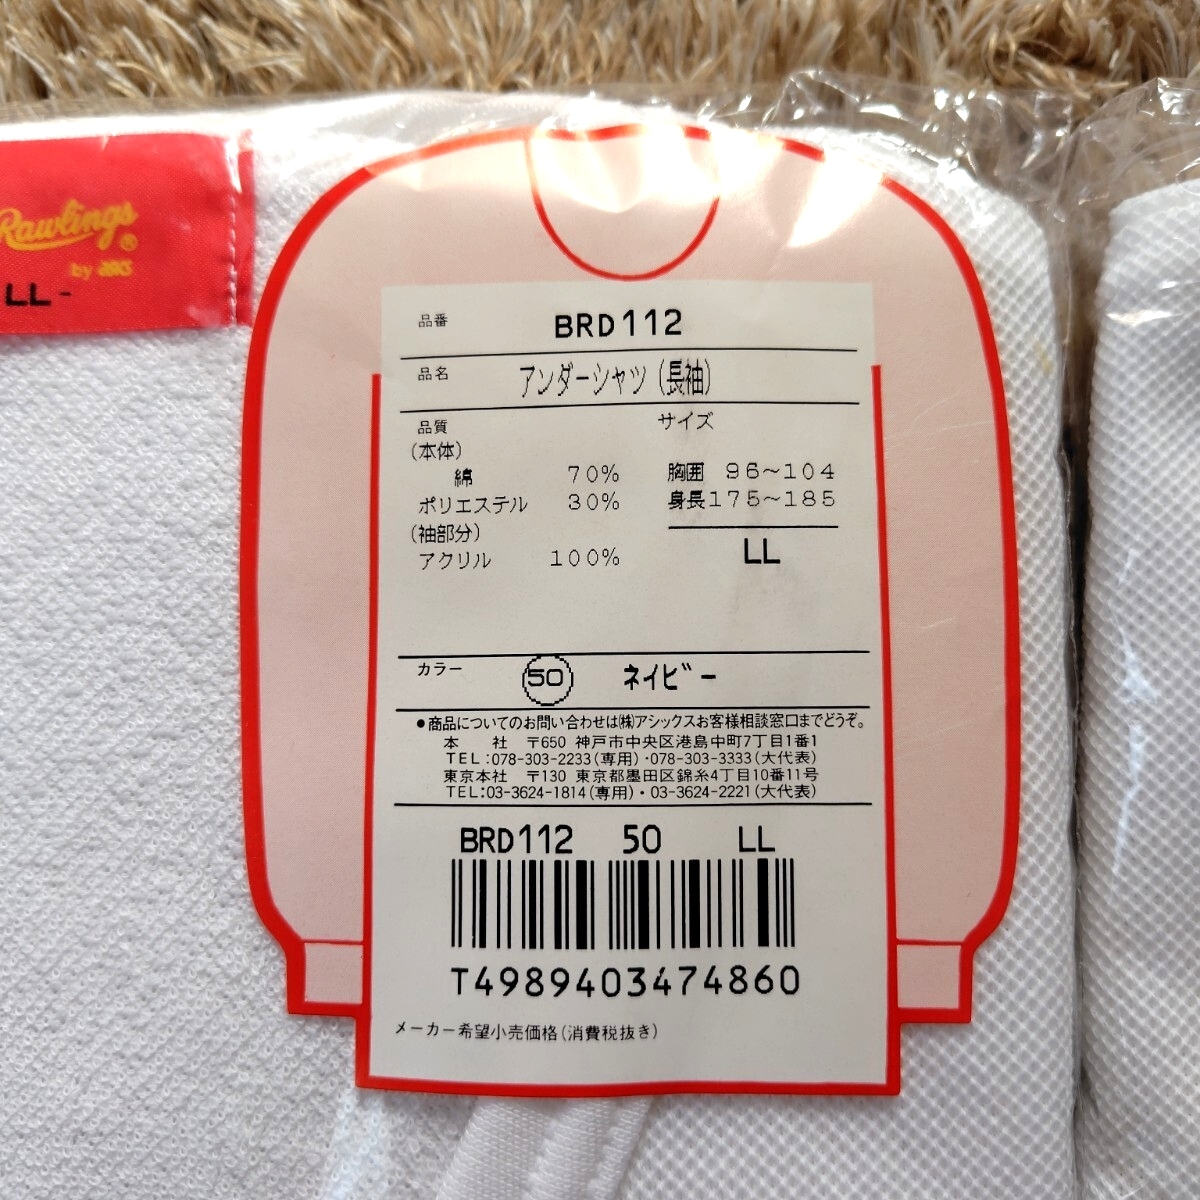 Rawlings®
by asics
LL -
品番 BRD112
品名 アンダーシャツ(長袖)
品質 サイズ
(本体)
綿 70% 胸囲 96～104
ポリエステル 30% 身長175～185
(袖部分)
アクリル 100% LL
カラー 50 ネイビー
●商品についてのお問い合わせは㈱アシックスお客様相談窓口までどうぞ。
本 社 〒650 神戸市中央区港島中町7丁目1番1
TEL:078-303-2233(専用)・078-303-3333(大代表)
東京本社 〒130 東京都墨田区錦糸4丁目10番11号
TEL:03-3624-1814(専用)・03-3624-2221(大代表)
BRD112 50 LL
T4989403474860
メーカー希望小売価格(消費税抜き)